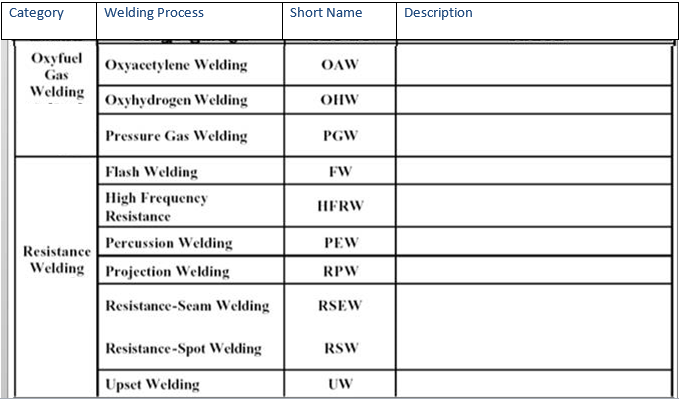 Category Welding Process Short Name Description
Oxyfuel
Gas
Welding
Oxyacetylene Welding OAW
Oxyhydrogen Welding OHW
Pressure Gas Welding PGW
Resistance
Welding
Flash Welding FW
High Frequency
Resistance HFRW
Percussion Welding PEW
Projection Welding RPW
Resistance-Seam Welding RSEW
Resistance-Spot Welding RSW
Upset Welding UW